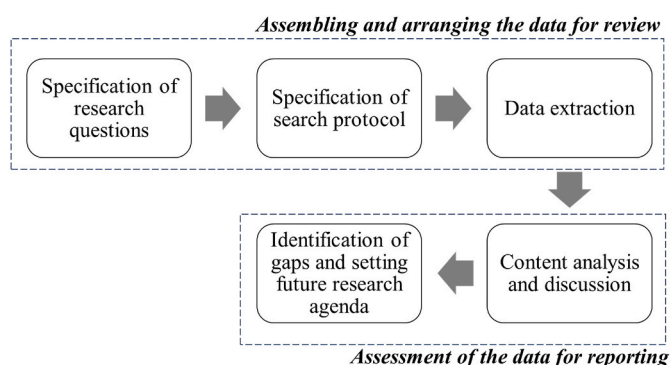 Assembling and arranging the data for review
Specification of
research
questions
Specification of
search protocol
Data extraction
Identification of
gaps and setting
future research
agenda
Content analysis
and discussion
Assessment of the data for reporting